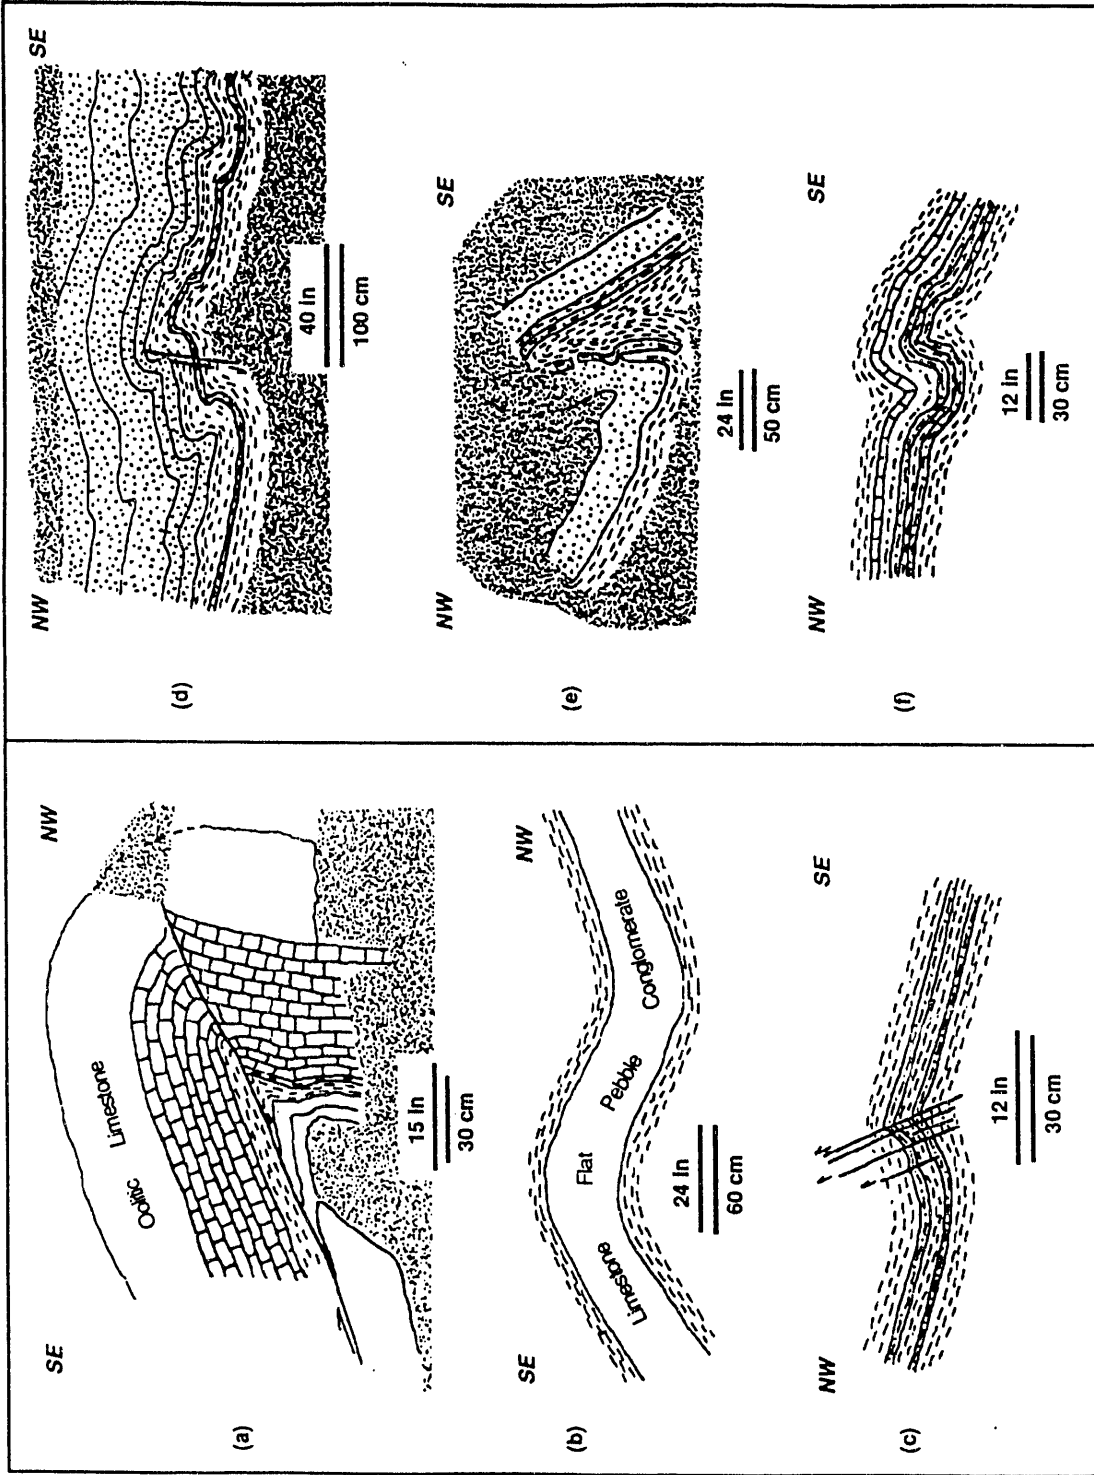 SE
NW
Oolitic Limestone
15 In
30 cm
(a)
SE
NW
Limestone Flat Pebble Conglomerate
24 In
60 cm
(b)
NW
SE
12 In
30 cm
(c)
NW
SE
40 In
100 cm
(d)
NW
SE
24 In
50 cm
(e)
NW
SE
12 In
30 cm
(f)